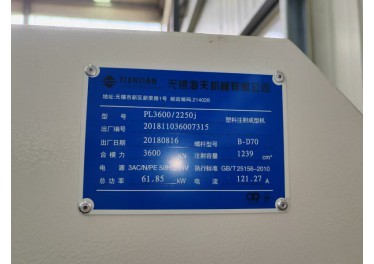 TIANJIAN 无锡海天机械有限公司
地址:无锡市新区新泰路1号 邮政编码:214028
型号 PL3600/2250j 塑料注射成型机
出厂编号 201811036007315
出厂日期 20180816 螺杆型号 B-D70
合模力 3600 注射容量 1239 cm³
电源 3AC/N/PE 执行标准 GB/T 25156-2010
总功率 61.85 kW 电流 121.27 A